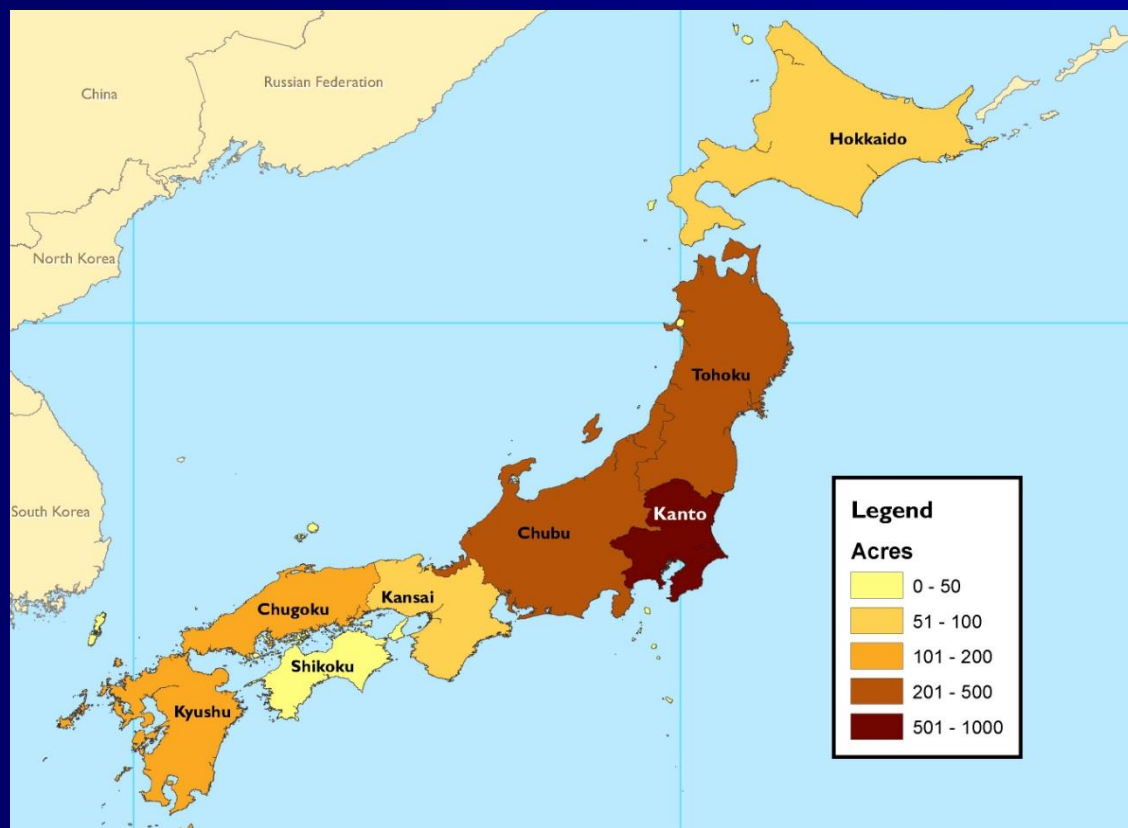 China
Russian Federation
Hokkaido
North Korea
Tohoku
South Korea
Kanto
Chubu
Kansai
Chugoku
Shikoku
Kyushu
Legend
Acres
0 - 50
51 - 100
101 - 200
201 - 500
501 - 1000